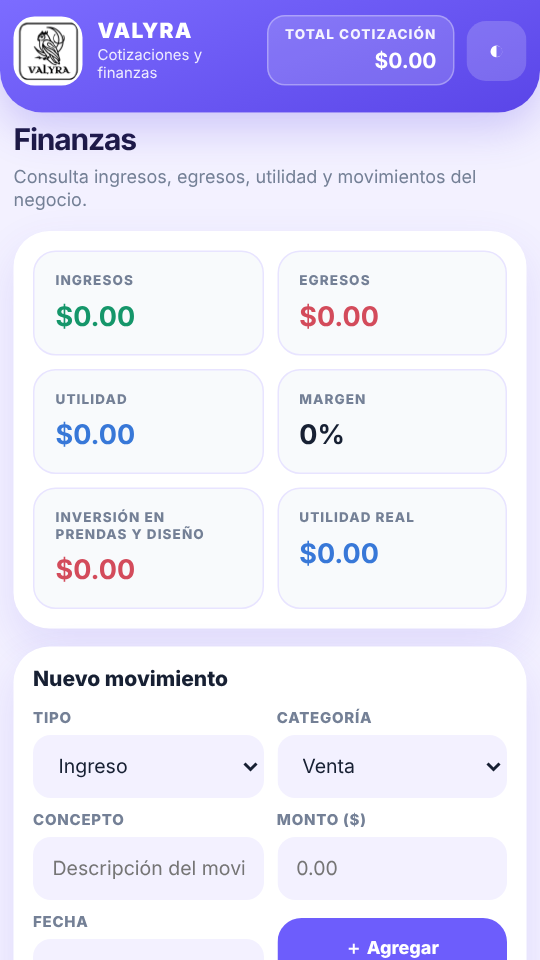 VALYRA
VALYRA
Cotizaciones y
finanzas
TOTAL COTIZACIÓN
$0.00
Finanzas
Consulta ingresos, egresos, utilidad y movimientos del
negocio.
INGRESOS
$0.00
EGRESOS
$0.00
UTILIDAD
$0.00
MARGEN
0%
INVERSIÓN EN
PRENDAS Y DISEÑO
$0.00
UTILIDAD REAL
$0.00
Nuevo movimiento
TIPO
CATEGORÍA
Ingreso
Venta
CONCEPTO
MONTO ($)
Descripción del movi
0.00
FECHA
+ Agregar